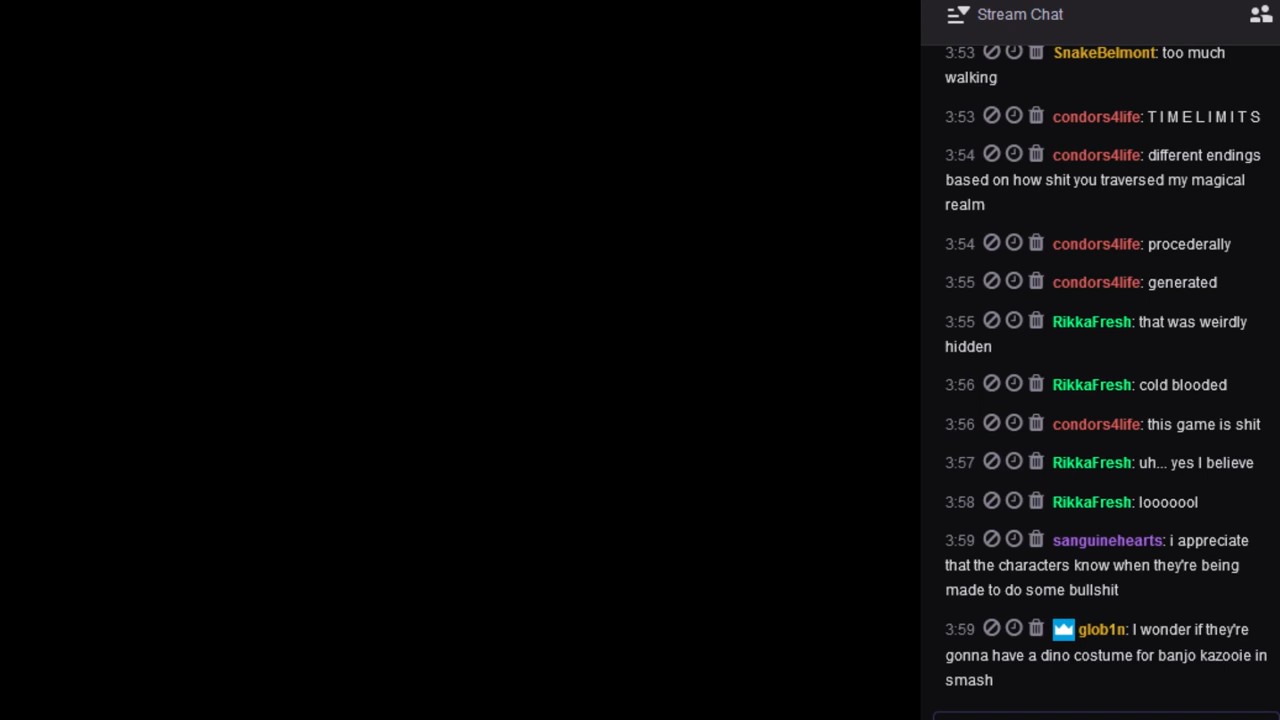 Stream Chat
3:53 SnakeBelmont: too much
walking
3:53 condors4life: T I M E L I M I T S
3:54 condors4life: different endings
based on how shit you traversed my magical
realm
3:54 condors4life: procederally
3:55 condors4life: generated
3:55 RikkaFresh: that was weirdly
hidden
3:56 RikkaFresh: cold blooded
3:56 condors4life: this game is shit
3:57 RikkaFresh: uh... yes I believe
3:58 RikkaFresh: looooool
3:59 sanguinehearts: i appreciate
that the characters know when they're being
made to do some bullshit
3:59 glob1n: I wonder if they're
gonna have a dino costume for banjo kazooie in
smash